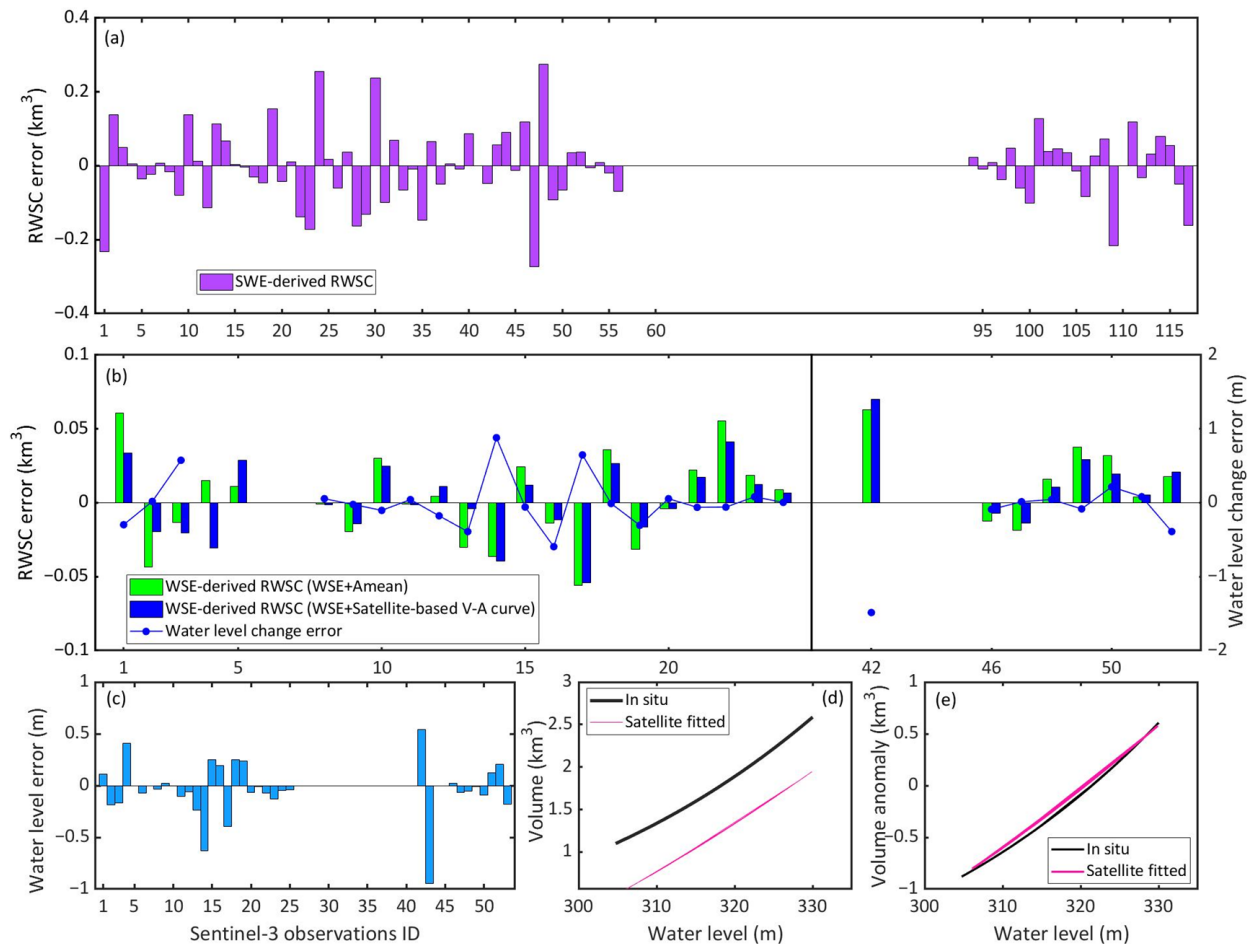 (a)
RWSC error (km³)
0.4
0.2
0
−0.2
−0.4
SWE-derived RWSC
1 5 10 15 20 25 30 35 40 45 50 55 60 95 100 105 110 115
(b)
RWSC error (km³)
0.1
0.05
0
−0.05
−0.1
WSE-derived RWSC (WSE+Amean)
WSE-derived RWSC (WSE+Satellite-based V-A curve)
Water level change error
1 5 10 15 20 42 46 50
2
1
0
−1
−2
Water level change error (m)
(c)
Water level error (m)
1
0.5
0
−0.5
−1
1 5 10 15 20 25 30 35 40 45 50
Sentinel-3 observations ID
(d)
Volume (km³)
3
2.5
2
1.5
1
In situ
Satellite fitted
300 310 320 330
Water level (m)
(e)
Volume anomaly (km³)
1
0.5
0
−0.5
−1
In situ
Satellite fitted
300 310 320 330
Water level (m)